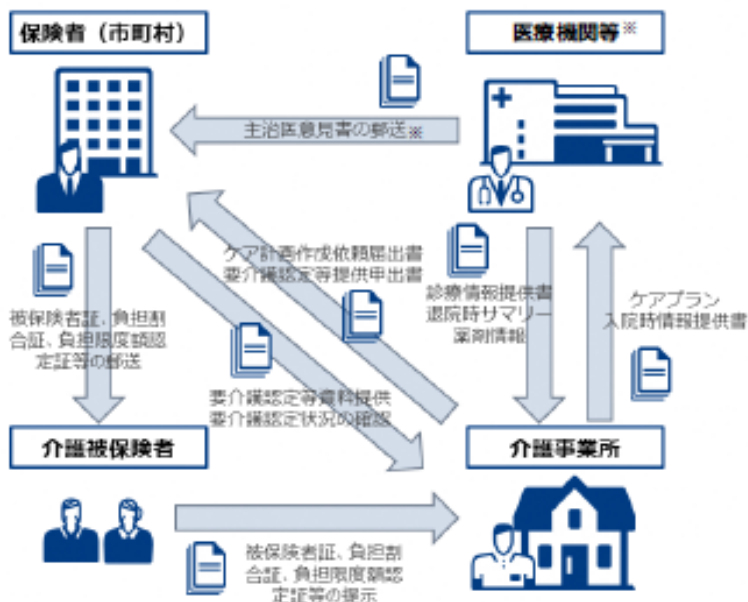 保険者（市町村）
医療機関等※
主治医意見書の郵送※
ケア計画作成依頼届出書
要介護認定等提供申出書
診療情報提供書
退院時サマリー
薬剤情報
ケアプラン
入院時情報提供書
被保険者証、負担割
合証、負担限度額認
定証等の郵送
要介護認定等資料提供
要介護認定状況の確認
介護被保険者
介護事業所
被保険者証、負担割
合証、負担限度額認
定証等の提示